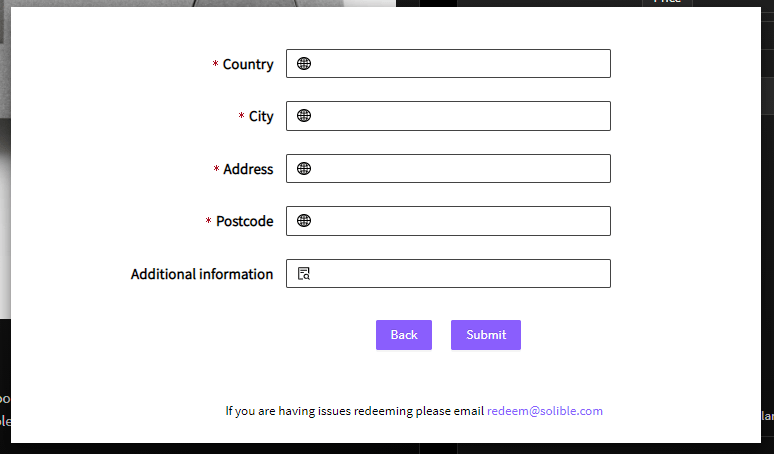 Price
* Country
* City
* Address
* Postcode
Additional information
Back Submit
If you are having issues redeeming please email redeem@solible.com